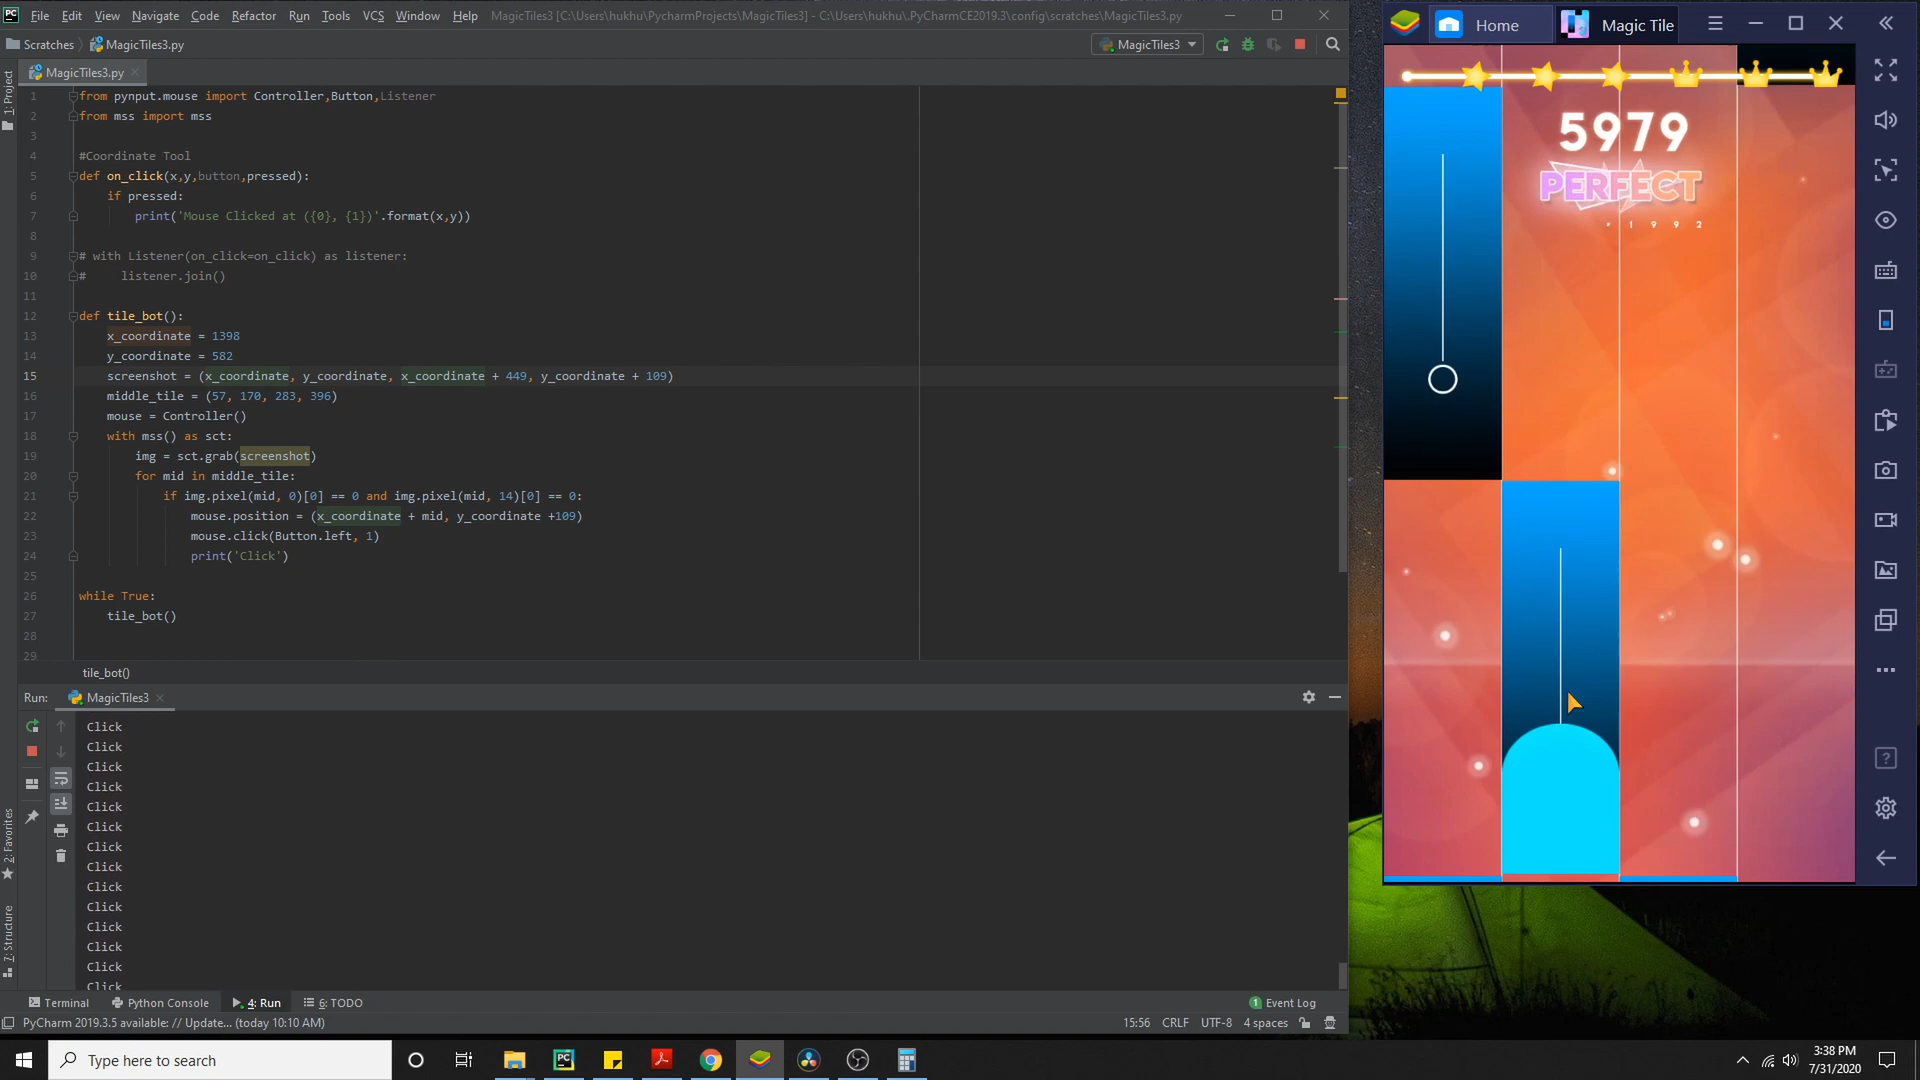 File Edit View Navigate Code Refactor Run Tools VCS Window Help MagicTiles3 [C:\Users\hukhu\PycharmProjects\MagicTiles3] - C:\Users\hukhu\.PyCharmCE2019.3\config\scratches\MagicTiles3.py
Scratches MagicTiles3.py MagicTiles3
MagicTiles3.py
1: Project
1 from pynput.mouse import Controller,Button,Listener
2 from mss import mss
3
4 #Coordinate Tool
5 def on_click(x,y,button,pressed):
6 if pressed:
7 print('Mouse Clicked at ({0}, {1})'.format(x,y))
8
9 # with Listener(on_click=on_click) as listener:
10 # listener.join()
11
12 def tile_bot():
13 x_coordinate = 1398
14 y_coordinate = 582
15 screenshot = (x_coordinate, y_coordinate, x_coordinate + 449, y_coordinate + 109)
16 middle_tile = (57, 170, 283, 396)
17 mouse = Controller()
18 with mss() as sct:
19 img = sct.grab(screenshot)
20 for mid in middle_tile:
21 if img.pixel(mid, 0)[0] == 0 and img.pixel(mid, 14)[0] == 0:
22 mouse.position = (x_coordinate + mid, y_coordinate +109)
23 mouse.click(Button.left, 1)
24 print('Click')
25
26 while True:
27 tile_bot()
28
29
tile_bot()
Run: MagicTiles3
Click
Click
Click
Click
Click
Click
Click
Click
Click
Click
Click
Click
Click
Click
2: Favorites
7: Structure
Terminal Python Console 4: Run 6: TODO 1 Event Log
PyCharm 2019.3.5 available: // Update... (today 10:10 AM) 15:56 CRLF UTF-8 4 spaces
Type here to search
3:38 PM
7/31/2020
Home Magic Tile
5979
PERFECT
1 9 9 2